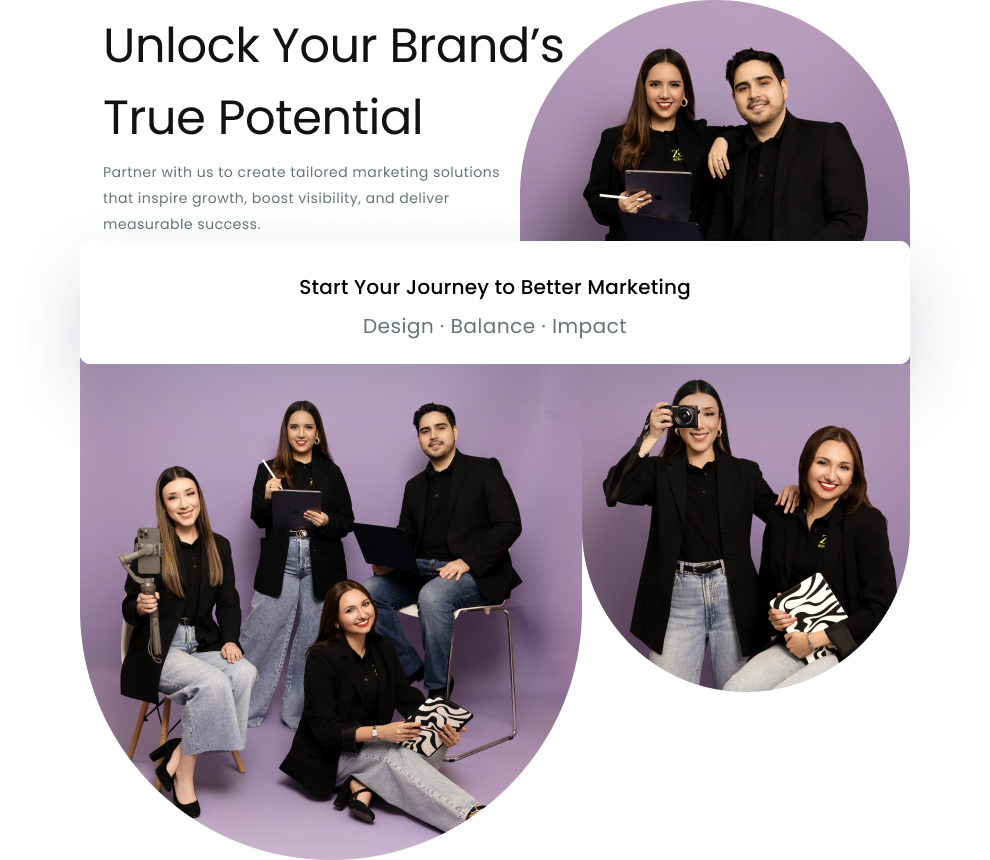 Unlock Your Brand’s
True Potential
Partner with us to create tailored marketing solutions
that inspire growth, boost visibility, and deliver
measurable success.
Start Your Journey to Better Marketing
Design · Balance · Impact